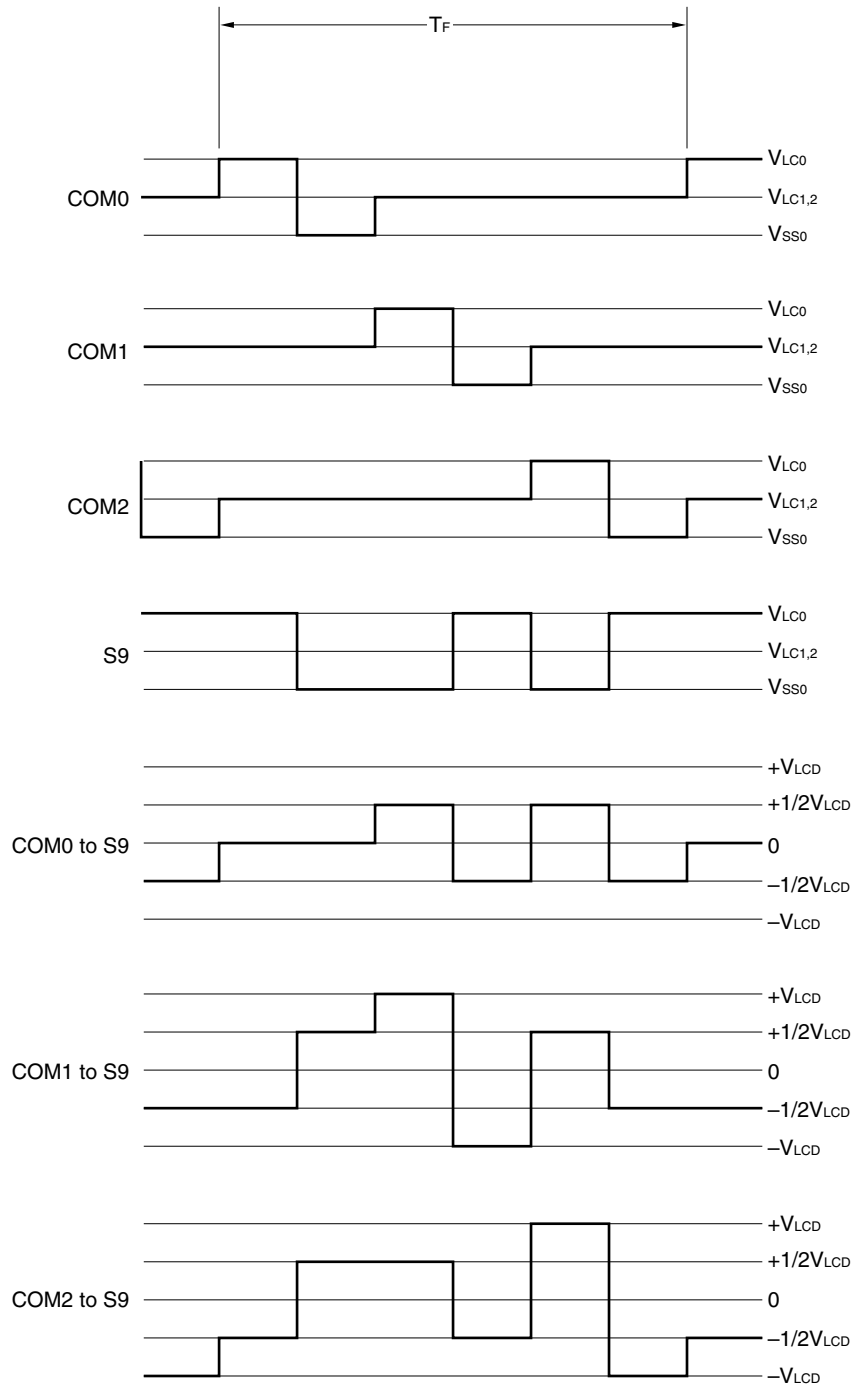 TF
VLC0
COM0
VLC1,2
VSS0
VLC0
COM1
VLC1,2
VSS0
VLC0
COM2
VLC1,2
VSS0
VLC0
S9
VLC1,2
VSS0
+VLCD
+1/2VLCD
COM0 to S9
0
–1/2VLCD
–VLCD
+VLCD
+1/2VLCD
COM1 to S9
0
–1/2VLCD
–VLCD
+VLCD
+1/2VLCD
COM2 to S9
0
–1/2VLCD
–VLCD